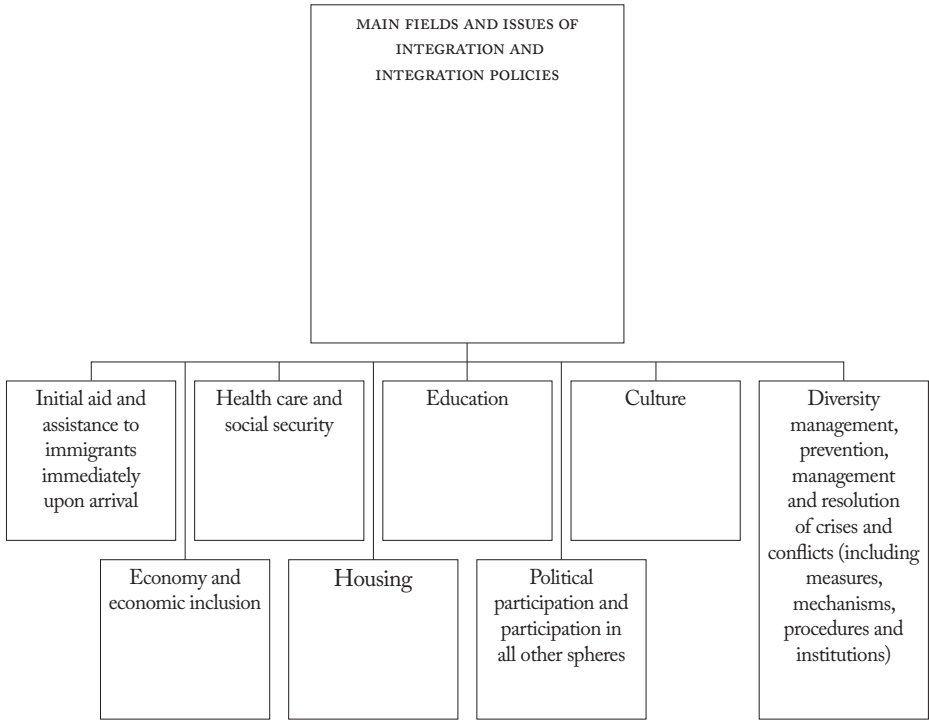 MAIN FIELDS AND ISSUES OF
INTEGRATION AND
INTEGRATION POLICIES
Initial aid and
assistance to
immigrants
immediately
upon arrival
Health care and
social security
Education
Culture
Diversity
management,
prevention,
management
and resolution
of crises and
conflicts (including
measures,
mechanisms,
procedures and
institutions)
Economy and
economic inclusion
Housing
Political
participation and
participation in
all other spheres